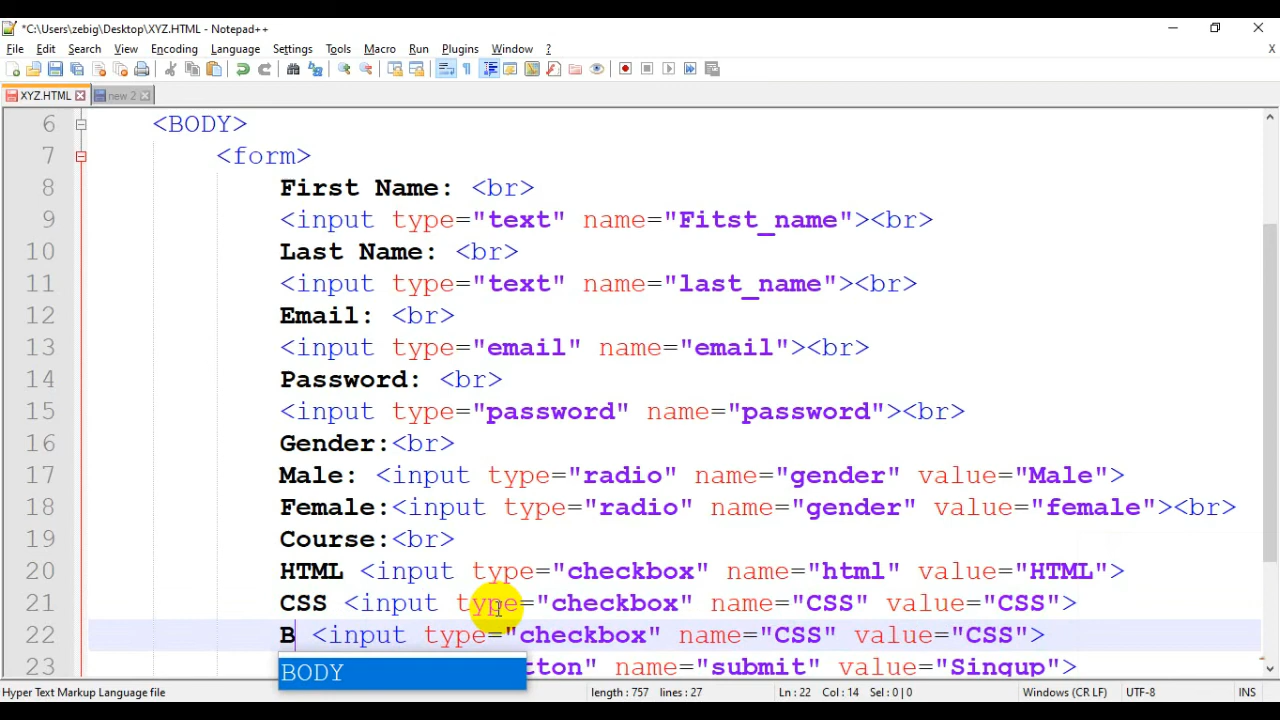 *C:\Users\zebig\Desktop\XYZ.HTML - Notepad++
File Edit Search View Encoding Language Settings Tools Macro Run Plugins Window ? X
XYZ.HTML new 2
6 <BODY>
7 <form>
8 First Name: <br>
9 <input type="text" name="Fitst_name"><br>
10 Last Name: <br>
11 <input type="text" name="last_name"><br>
12 Email: <br>
13 <input type="email" name="email"><br>
14 Password: <br>
15 <input type="password" name="password"><br>
16 Gender:<br>
17 Male: <input type="radio" name="gender" value="Male">
18 Female:<input type="radio" name="gender" value="female"><br>
19 Course:<br>
20 HTML <input type="checkbox" name="html" value="HTML">
21 CSS <input type="checkbox" name="CSS" value="CSS">
22 B <input type="checkbox" name="CSS" value="CSS">
23 tton" name="submit" value="Singup">
BODY
Hyper Text Markup Language file length : 757 lines : 27 Ln : 22 Col : 14 Sel : 0 | 0 Windows (CR LF) UTF-8 INS